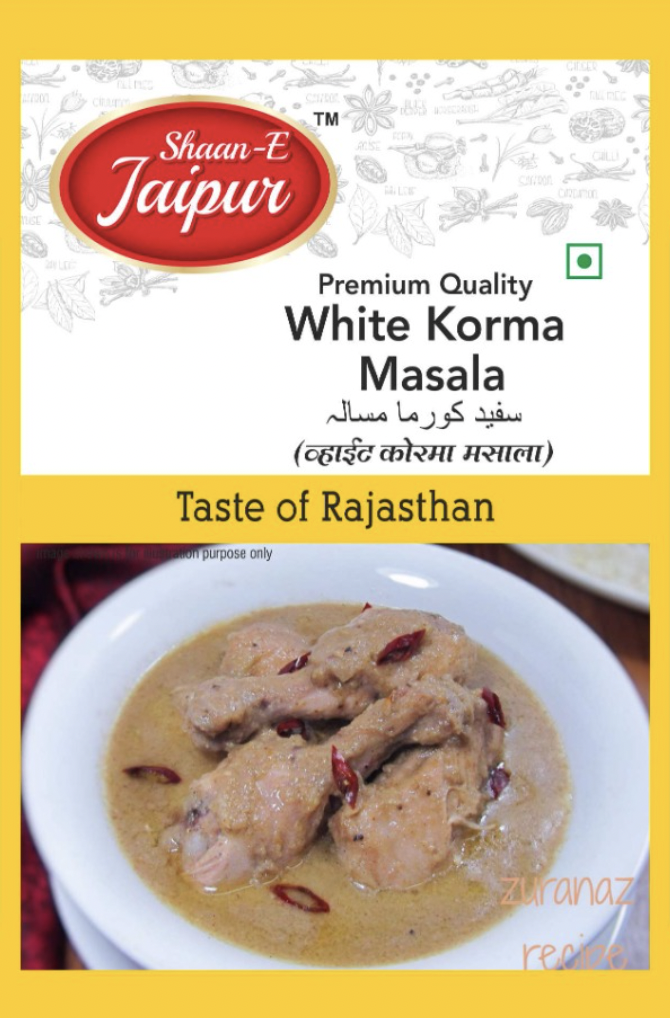 Shaan-E
Jaipur
TM
Premium Quality
White Korma
Masala
سفید کورما مسالہ
(व्हाईट कोरमा मसाला)
Taste of Rajasthan
purpose only
zuranaz
recipe